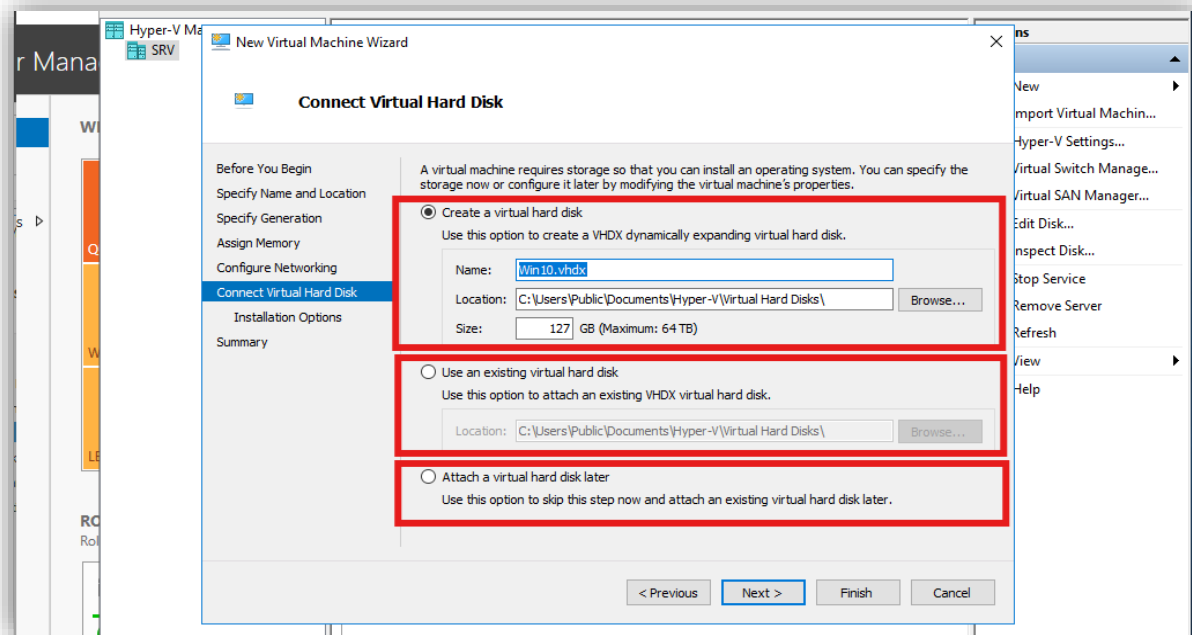 Hyper-V Ma
SRV
r Mana
New Virtual Machine Wizard
Connect Virtual Hard Disk
Before You Begin
Specify Name and Location
Specify Generation
Assign Memory
Configure Networking
Connect Virtual Hard Disk
Installation Options
Summary
A virtual machine requires storage so that you can install an operating system. You can specify the
storage now or configure it later by modifying the virtual machine's properties.
Create a virtual hard disk
Use this option to create a VHDX dynamically expanding virtual hard disk.
Name: Win10.vhdx
Location: C:\Users\Public\Documents\Hyper-V\Virtual Hard Disks\ Browse...
Size: 127 GB (Maximum: 64 TB)
Use an existing virtual hard disk
Use this option to attach an existing VHDX virtual hard disk.
Location: C:\Users\Public\Documents\Hyper-V\Virtual Hard Disks\ Browse...
Attach a virtual hard disk later
Use this option to skip this step now and attach an existing virtual hard disk later.
< Previous Next > Finish Cancel
ns
New
mport Virtual Machin...
Hyper-V Settings...
Virtual Switch Manage...
Virtual SAN Manager...
Edit Disk...
nspect Disk...
Stop Service
Remove Server
Refresh
View
Help
WI
Q
W
LE
RO
Rol